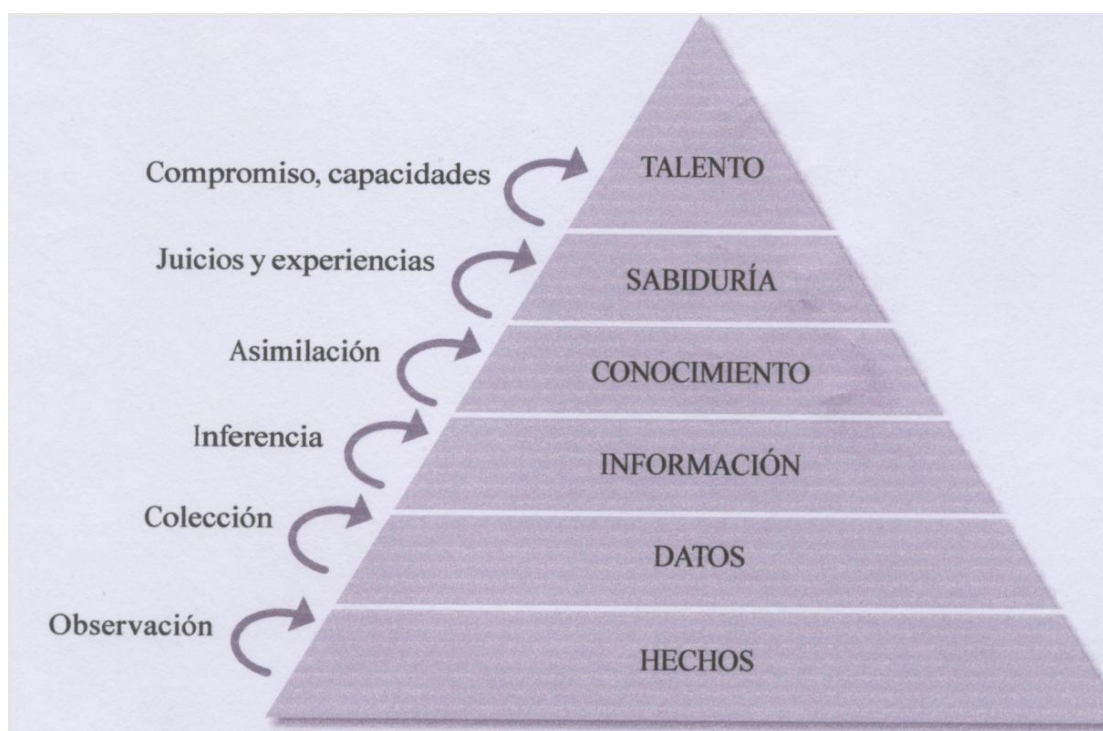 Compromiso, capacidades
TALENTO
Juicios y experiencias
SABIDURÍA
Asimilación
CONOCIMIENTO
Inferencia
INFORMACIÓN
Colección
DATOS
Observación
HECHOS